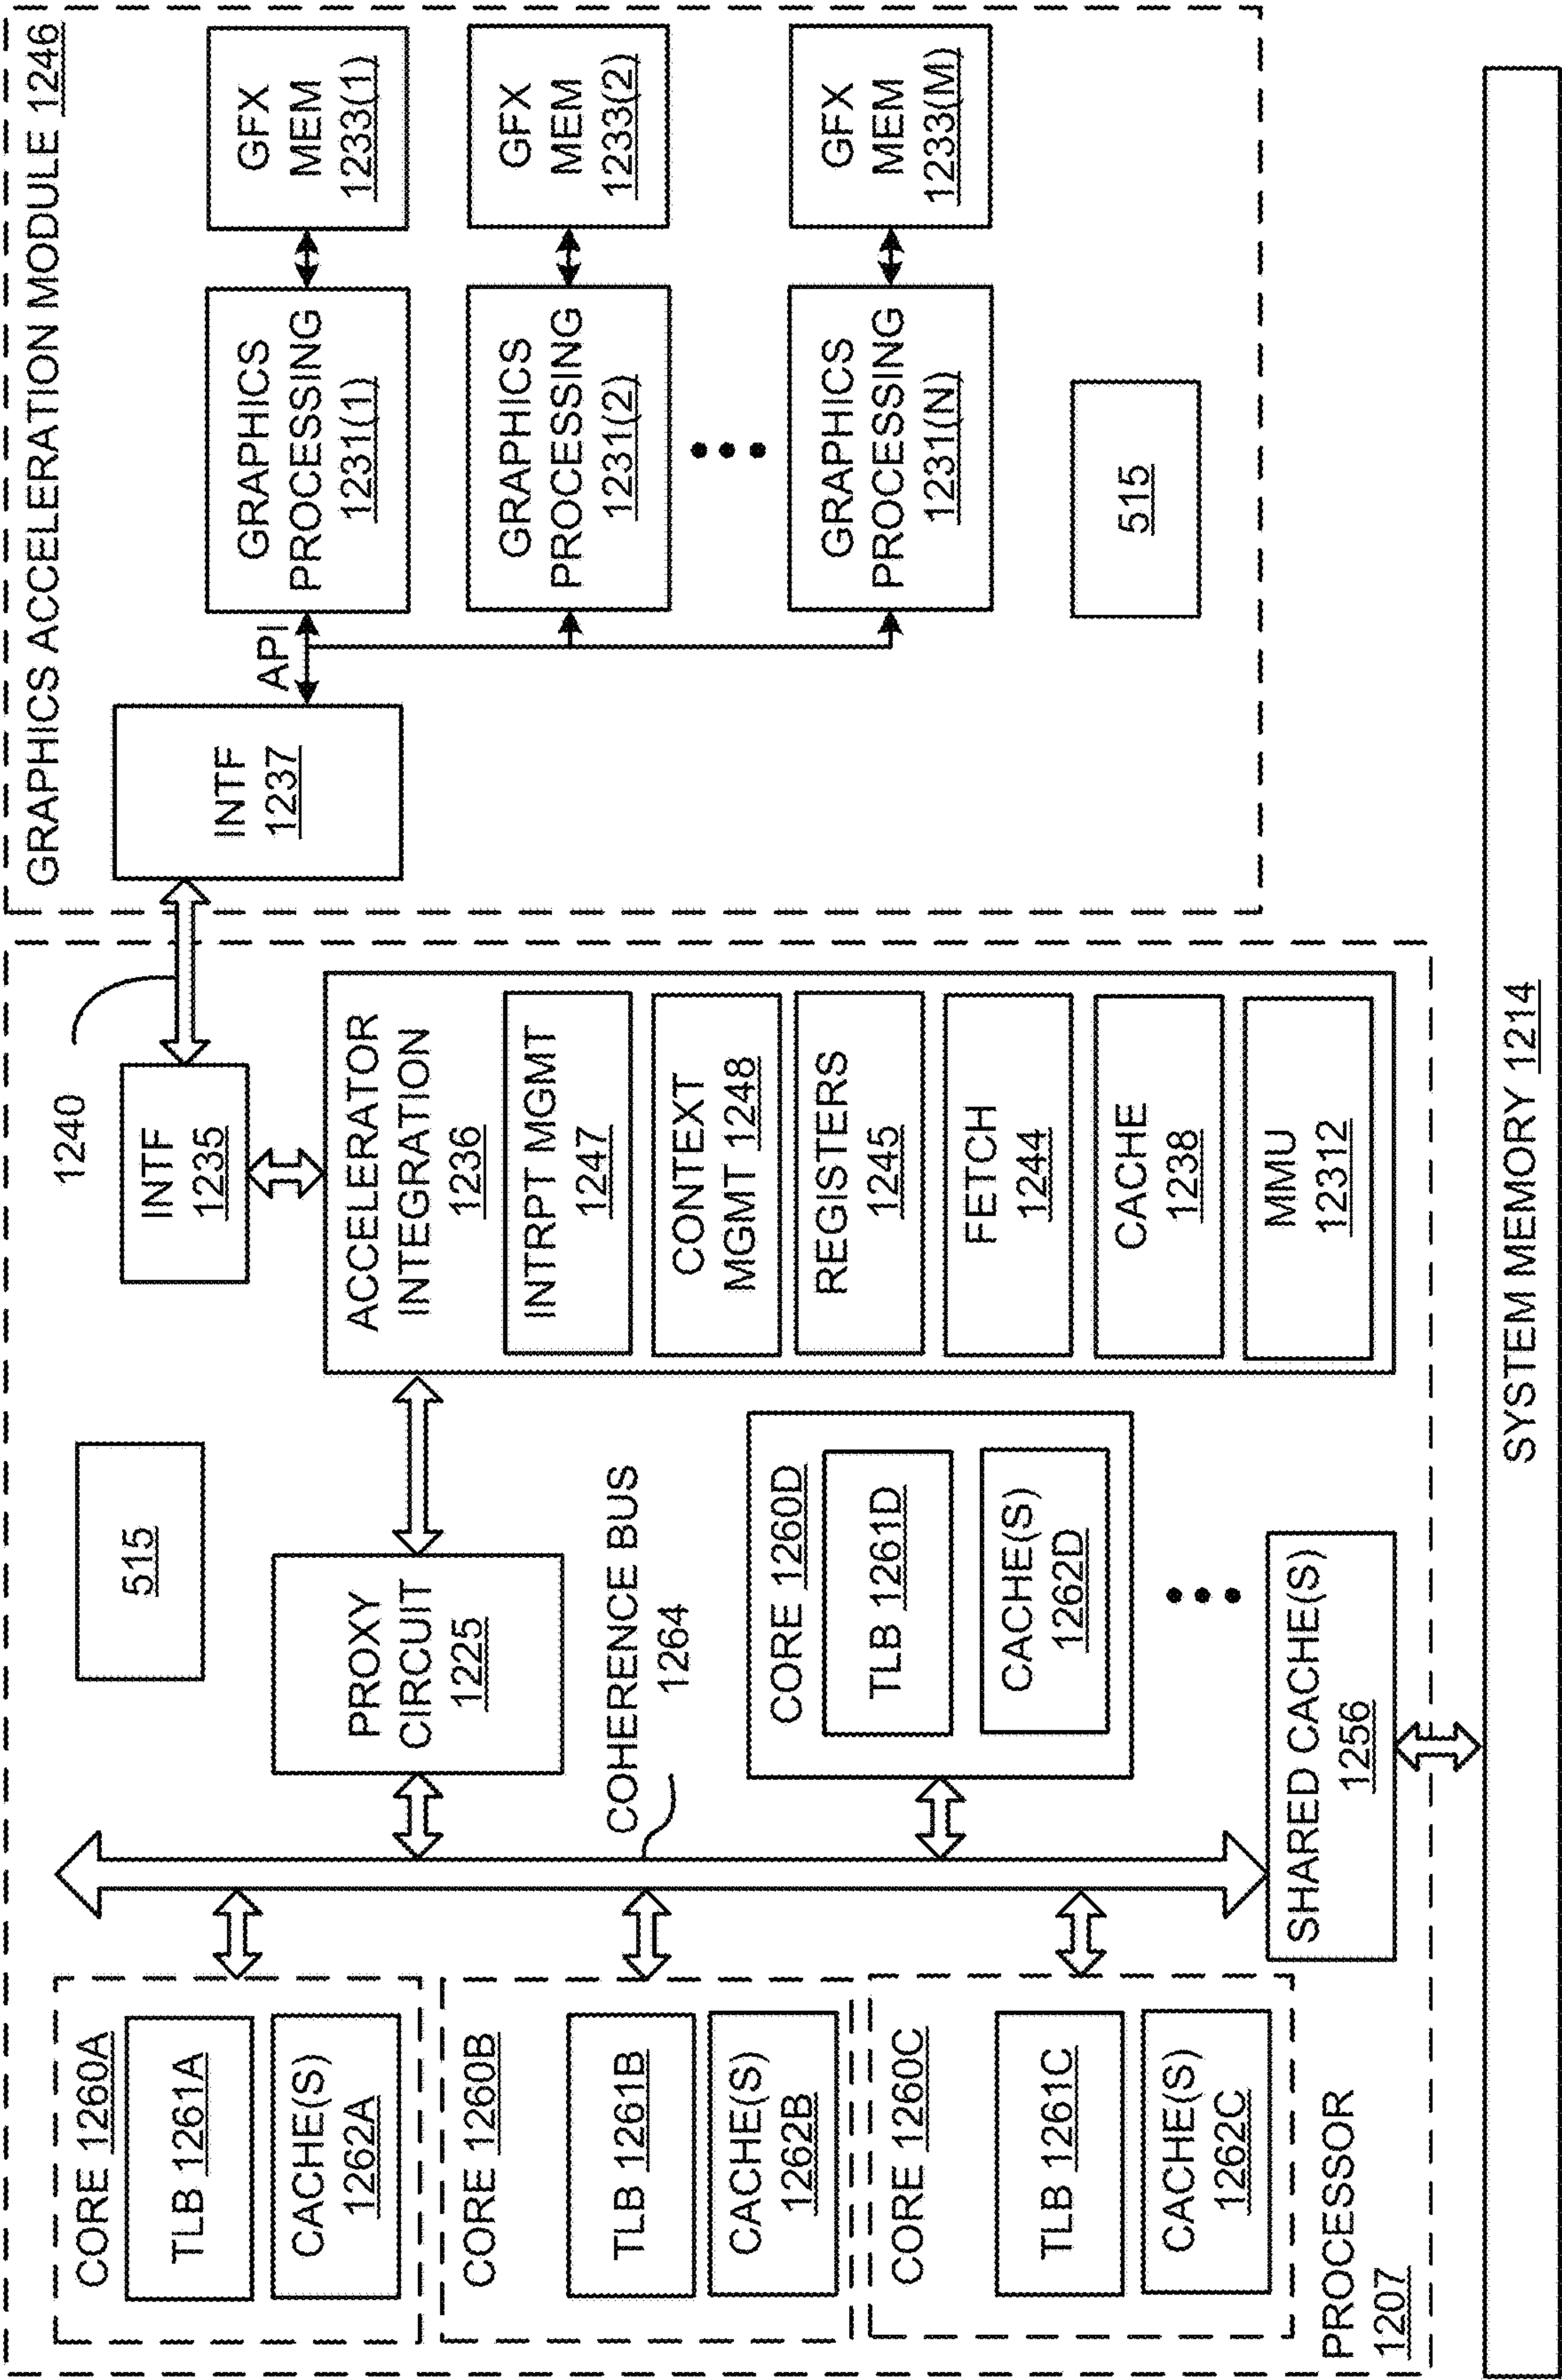 PROCESSOR
1207
CORE 1260A
TLB 1261A
CACHE(S)
1262A
CORE 1260B
TLB 1261B
CACHE(S)
1262B
CORE 1260C
TLB 1261C
CACHE(S)
1262C
515
PROXY
CIRCUIT
1225
COHERENCE BUS
1264
CORE 1260D
TLB 1261D
CACHE(S)
1262D
SHARED CACHE(S)
1256
1240
INTF
1235
ACCELERATOR
INTEGRATION
1236
INTRPT MGMT
1247
CONTEXT
MGMT 1248
REGISTERS
1245
FETCH
1244
CACHE
1238
MMU
12312
GRAPHICS ACCELERATION MODULE 1246
INTF
1237
API
GRAPHICS
PROCESSING
1231(1)
GFX
MEM
1233(1)
GRAPHICS
PROCESSING
1231(2)
GFX
MEM
1233(2)
GRAPHICS
PROCESSING
1231(N)
GFX
MEM
1233(M)
515
SYSTEM MEMORY 1214